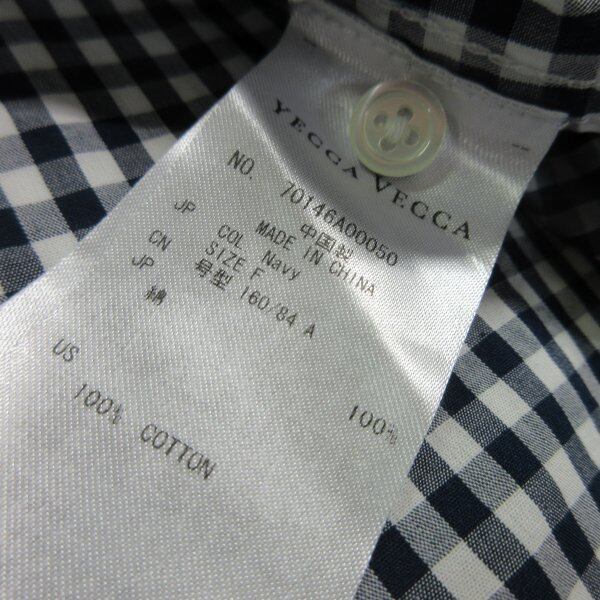 YECCA VECCA
NO. 70146A00050
中国製
JP MADE IN CHINA
COL Navy
CN SIZE F
JP 号型 160/84 A
綿 100%
US
100% COTTON